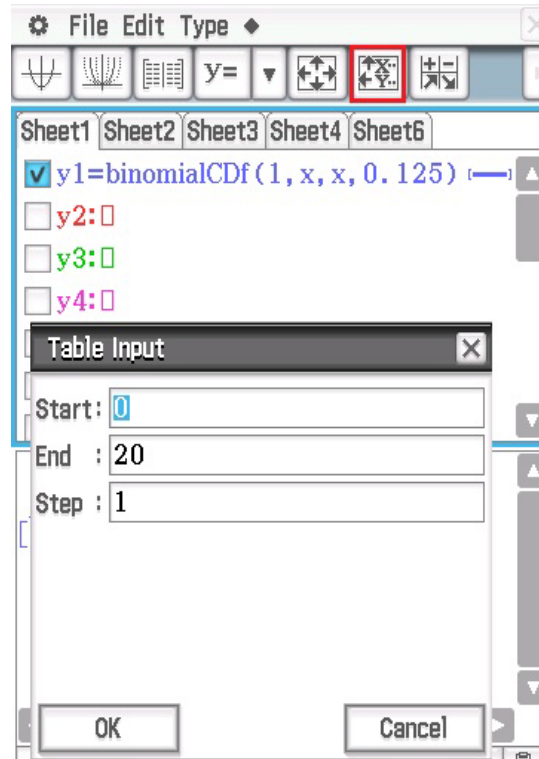 File Edit Type
y=
Sheet1 Sheet2 Sheet3 Sheet4 Sheet6
y1=binomialCDf(1,x,x,0.125)
y2:
y3:
y4:
Table Input
Start: 0
End : 20
Step : 1
OK Cancel